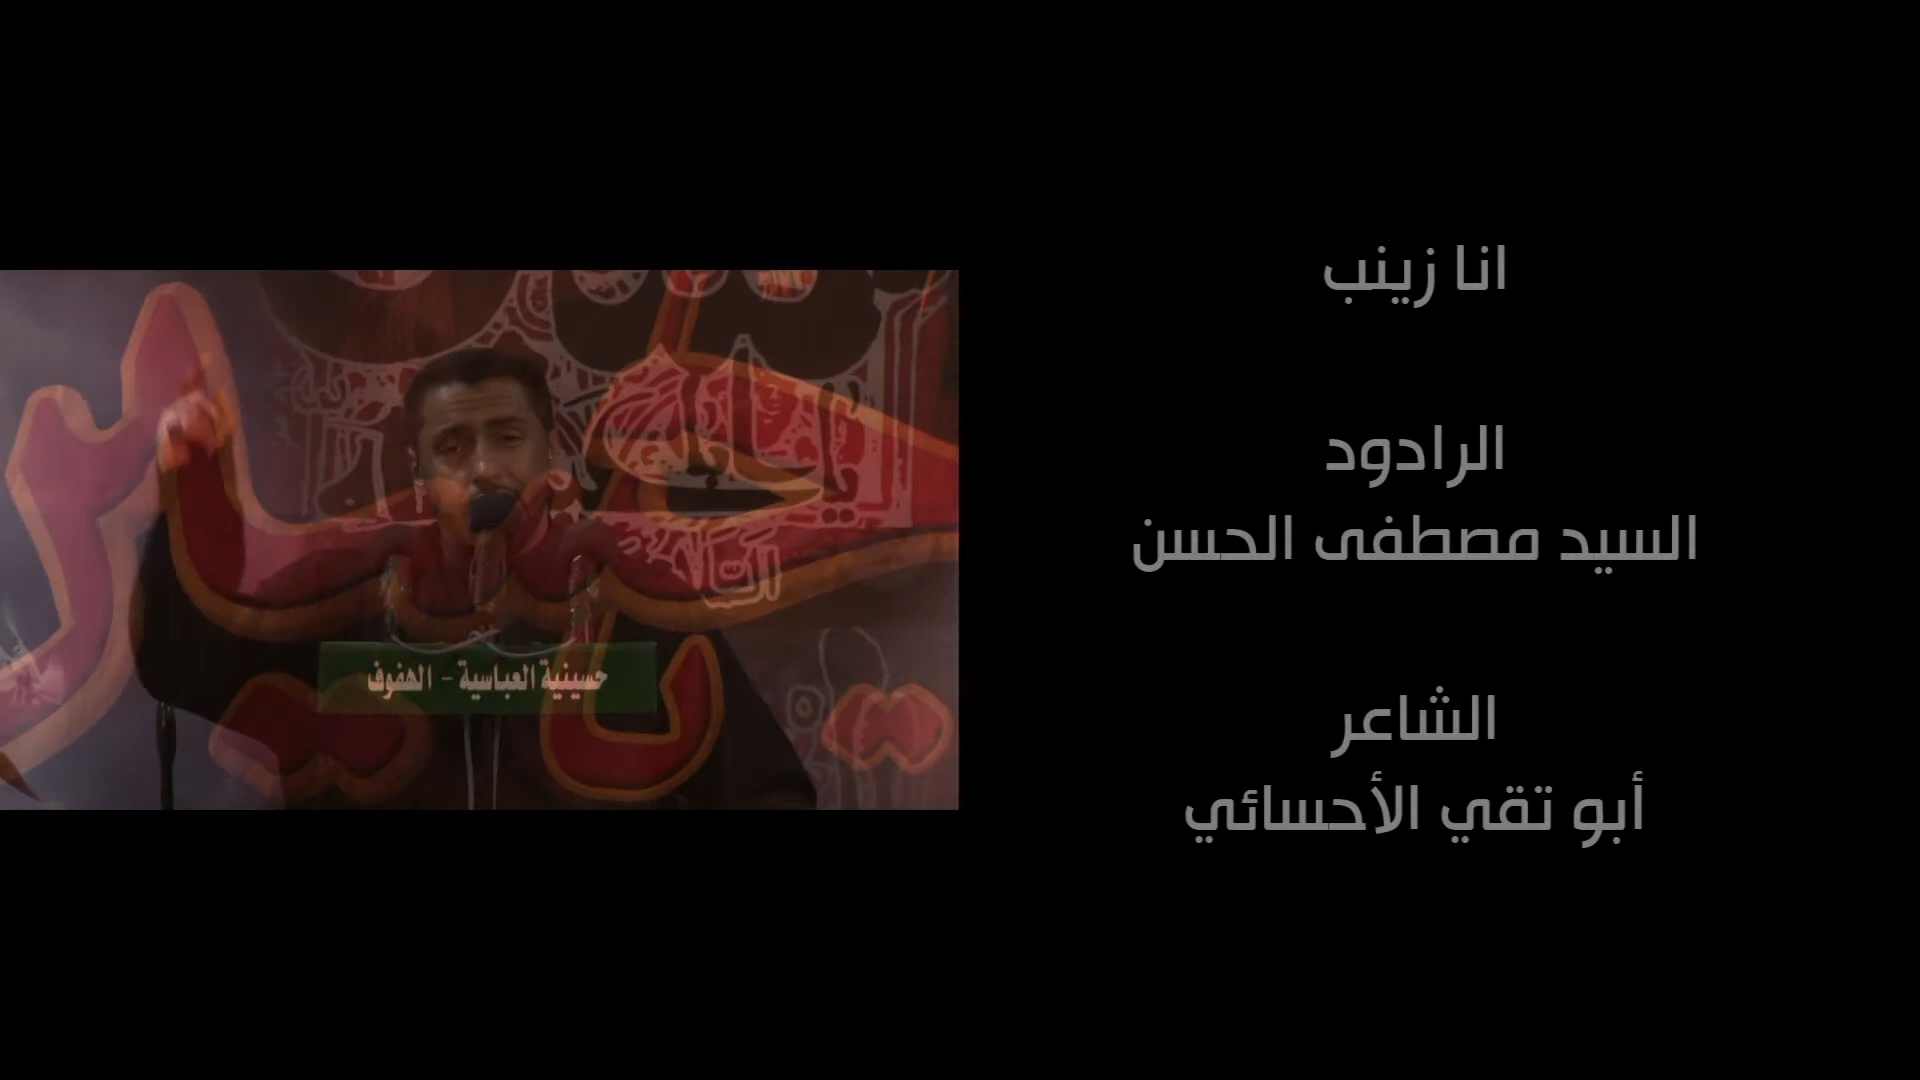 انا زينب
الرادود
السيد مصطفى الحسن
الشاعر
أبو تقي الأحسائي
حسينية العباسية - الهفوف